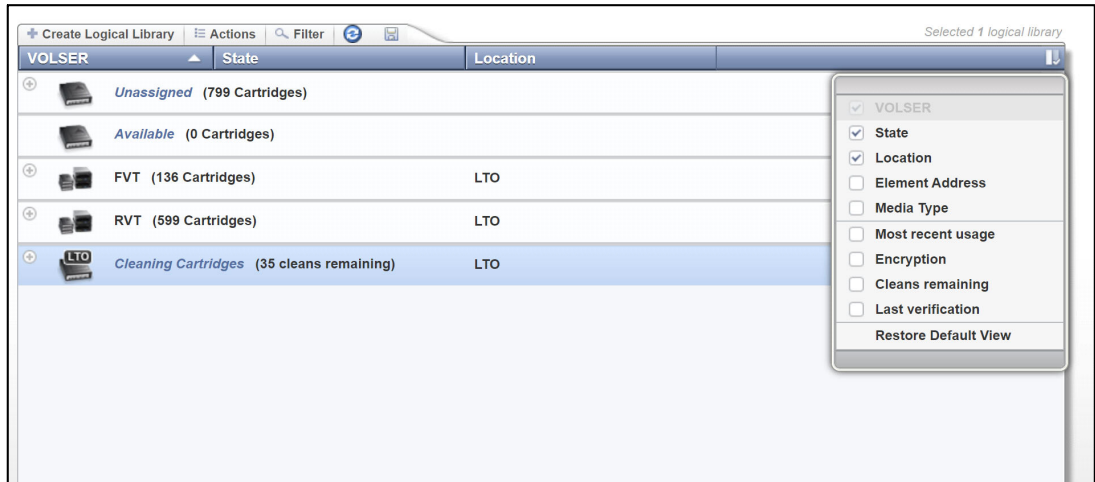 Create Logical Library Actions Filter Selected 1 logical library
VOLSER State Location
Unassigned (799 Cartridges)
Available (0 Cartridges)
FVT (136 Cartridges) LTO
RVT (599 Cartridges) LTO
LTO
Cleaning Cartridges (35 cleans remaining) LTO
VOLSER
State
Location
Element Address
Media Type
Most recent usage
Encryption
Cleans remaining
Last verification
Restore Default View